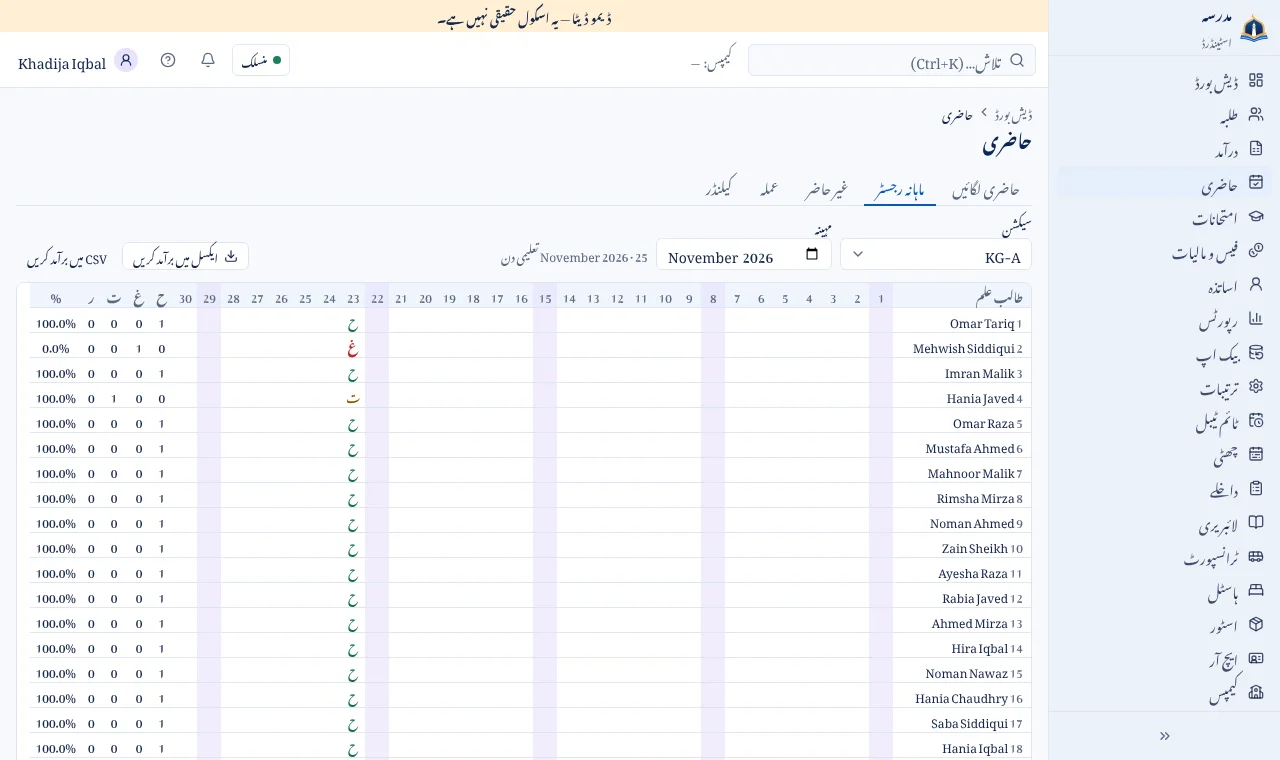 ڈیمو ڈیٹا — یہ اسکول حقیقی نہیں ہے۔
مدرسہ
اسٹینڈرڈ
ڈیش بورڈ
طلبہ
درآمد
حاضری
امتحانات
فیس و مالیات
اساتذہ
رپورٹس
بیک اپ
ترتیبات
ٹائم ٹیبل
چھٹی
داخلے
لائبریری
ٹرانسپورٹ
ہاسٹل
اسٹور
ایچ آر
کیمپس
تلاش... (Ctrl+K)
کیمپس: —
منسلک
Khadija Iqbal
ڈیش بورڈ › حاضری
حاضری
حاضری لگائیں ماہانہ رجسٹر غیر حاضر عملہ کیلنڈر
سیکشن
KG-A
مہینہ
November 2026
November 2026 · 25 تعلیمی دن
ایکسل میں برآمد کریں
CSV میں برآمد کریں
طالب علم 1 2 3 4 5 6 7 8 9 10 11 12 13 14 15 16 17 18 19 20 21 22 23 24 25 26 27 28 29 30 ح غ ت ر %
Omar Tariq 1 ح 1 0 0 0 100.0%
Mehwish Siddiqui 2 غ 0 1 0 0 0.0%
Imran Malik 3 ح 1 0 0 0 100.0%
Hania Javed 4 ت 0 0 1 0 100.0%
Omar Raza 5 ح 1 0 0 0 100.0%
Mustafa Ahmed 6 ح 1 0 0 0 100.0%
Mahnoor Malik 7 ح 1 0 0 0 100.0%
Rimsha Mirza 8 ح 1 0 0 0 100.0%
Noman Ahmed 9 ح 1 0 0 0 100.0%
Zain Sheikh 10 ح 1 0 0 0 100.0%
Ayesha Raza 11 ح 1 0 0 0 100.0%
Rabia Javed 12 ح 1 0 0 0 100.0%
Ahmed Mirza 13 ح 1 0 0 0 100.0%
Hira Iqbal 14 ح 1 0 0 0 100.0%
Noman Nawaz 15 ح 1 0 0 0 100.0%
Hania Chaudhry 16 ح 1 0 0 0 100.0%
Saba Siddiqui 17 ح 1 0 0 0 100.0%
Hania Iqbal 18 ح 1 0 0 0 100.0%